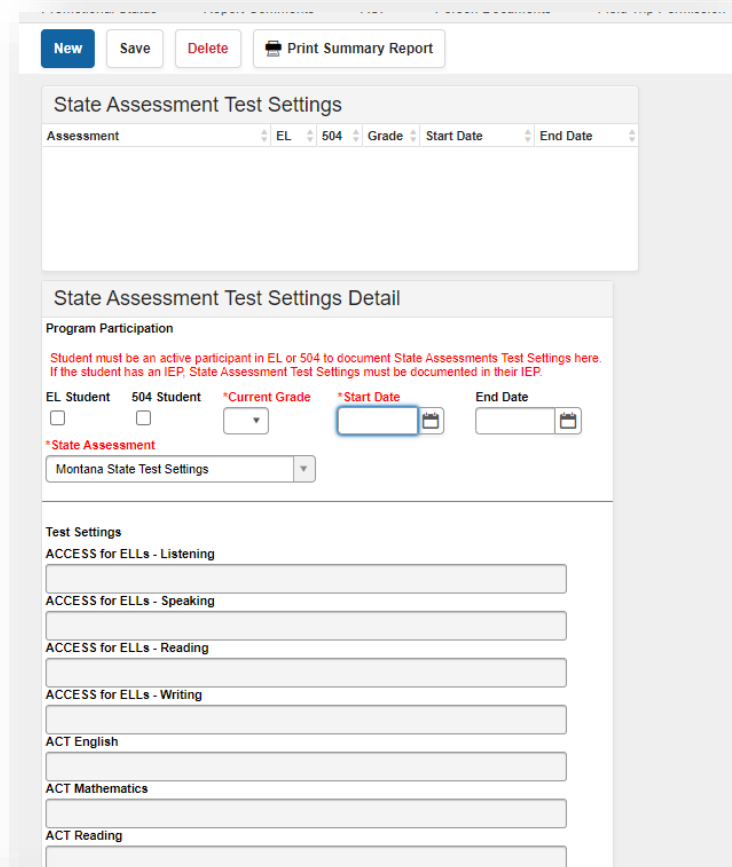 New Save Delete Print Summary Report
State Assessment Test Settings
Assessment EL 504 Grade Start Date End Date
State Assessment Test Settings Detail
Program Participation
Student must be an active participant in EL or 504 to document State Assessments Test Settings here.
If the student has an IEP, State Assessment Test Settings must be documented in their IEP.
EL Student 504 Student *Current Grade *Start Date End Date
*State Assessment
Montana State Test Settings
Test Settings
ACCESS for ELLs - Listening
ACCESS for ELLs - Speaking
ACCESS for ELLs - Reading
ACCESS for ELLs - Writing
ACT English
ACT Mathematics
ACT Reading